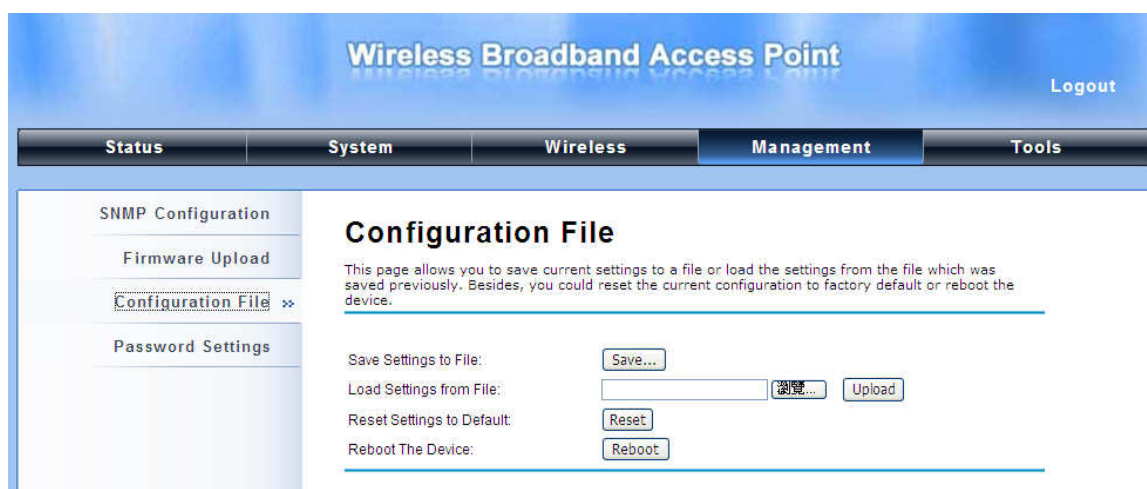 Wireless Broadband Access Point
Logout
Status System Wireless Management Tools
SNMP Configuration
Firmware Upload
Configuration File »
Password Settings
Configuration File
This page allows you to save current settings to a file or load the settings from the file which was
saved previously. Besides, you could reset the current configuration to factory default or reboot the
device.
Save Settings to File: Save...
Load Settings from File: 瀏覽... Upload
Reset Settings to Default: Reset
Reboot The Device: Reboot